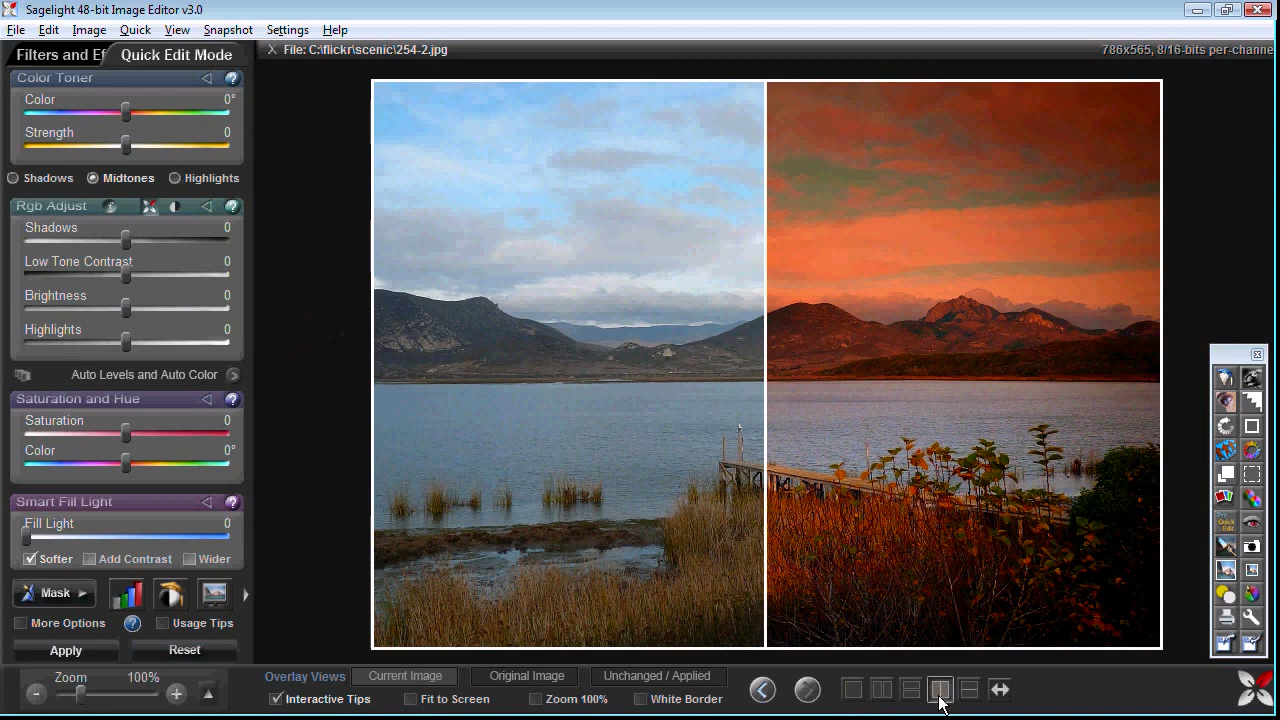 Sagelight 48-bit Image Editor v3.0
File Edit Image Quick View Snapshot Settings Help
Filters and Ef Quick Edit Mode
X File: C:\flickr\scenic\254-2.jpg
786x565, 8/16-bits per-channe
Color Toner
Color 0°
Strength 0
Shadows Midtones Highlights
Rgb Adjust
Shadows 0
Low Tone Contrast 0
Brightness 0
Highlights 0
Auto Levels and Auto Color
Saturation and Hue
Saturation 0
Color 0°
Smart Fill Light
Fill Light 0
Softer Add Contrast Wider
Mask
More Options Usage Tips
Apply Reset
Zoom 100%
Overlay Views Current Image Original Image Unchanged / Applied
Interactive Tips Fit to Screen Zoom 100% White Border
Quick
Edit